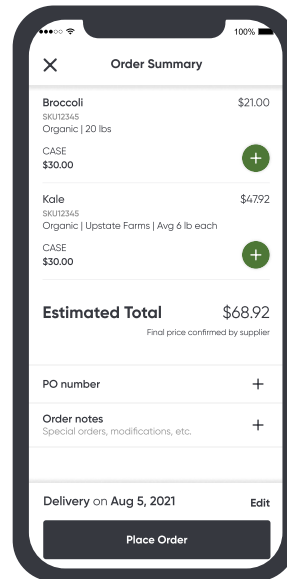 100%
Order Summary
Broccoli $21.00
SKU12345
Organic | 20 lbs
CASE
$30.00
Kale $47.92
SKU12345
Organic | Upstate Farms | Avg 6 lb each
CASE
$30.00
Estimated Total $68.92
Final price confirmed by supplier
PO number
Order notes
Special orders, modifications, etc.
Delivery on Aug 5, 2021 Edit
Place Order